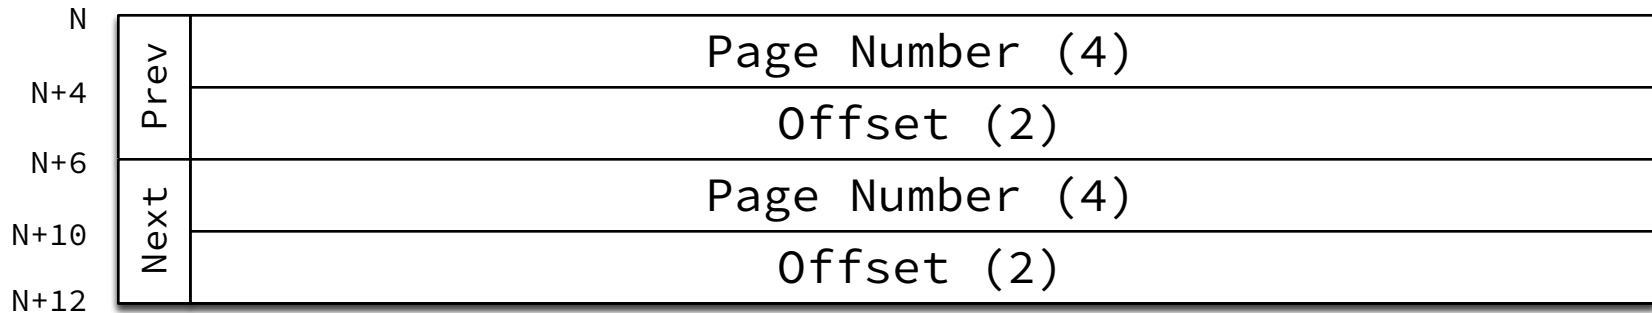 N
Prev
Page Number (4)
N+4
Offset (2)
N+6
Next
Page Number (4)
N+10
Offset (2)
N+12